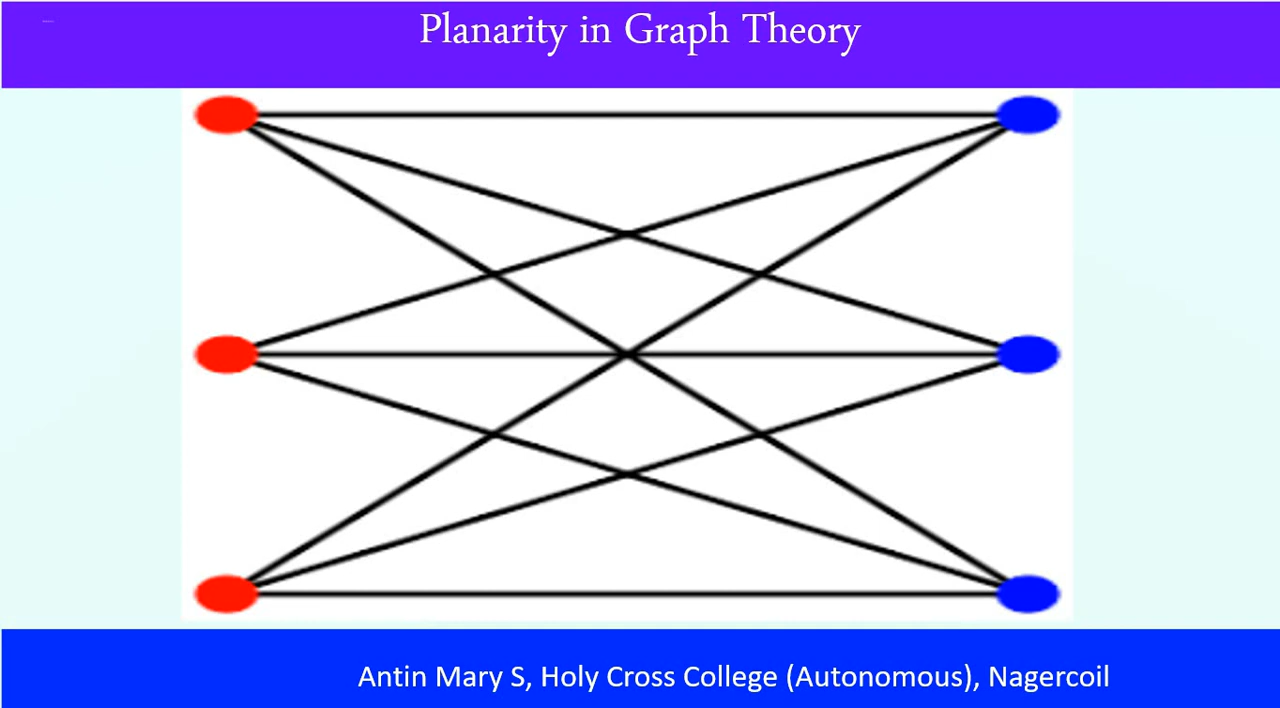 Planarity in Graph Theory
Antin Mary S, Holy Cross College (Autonomous), Nagercoil